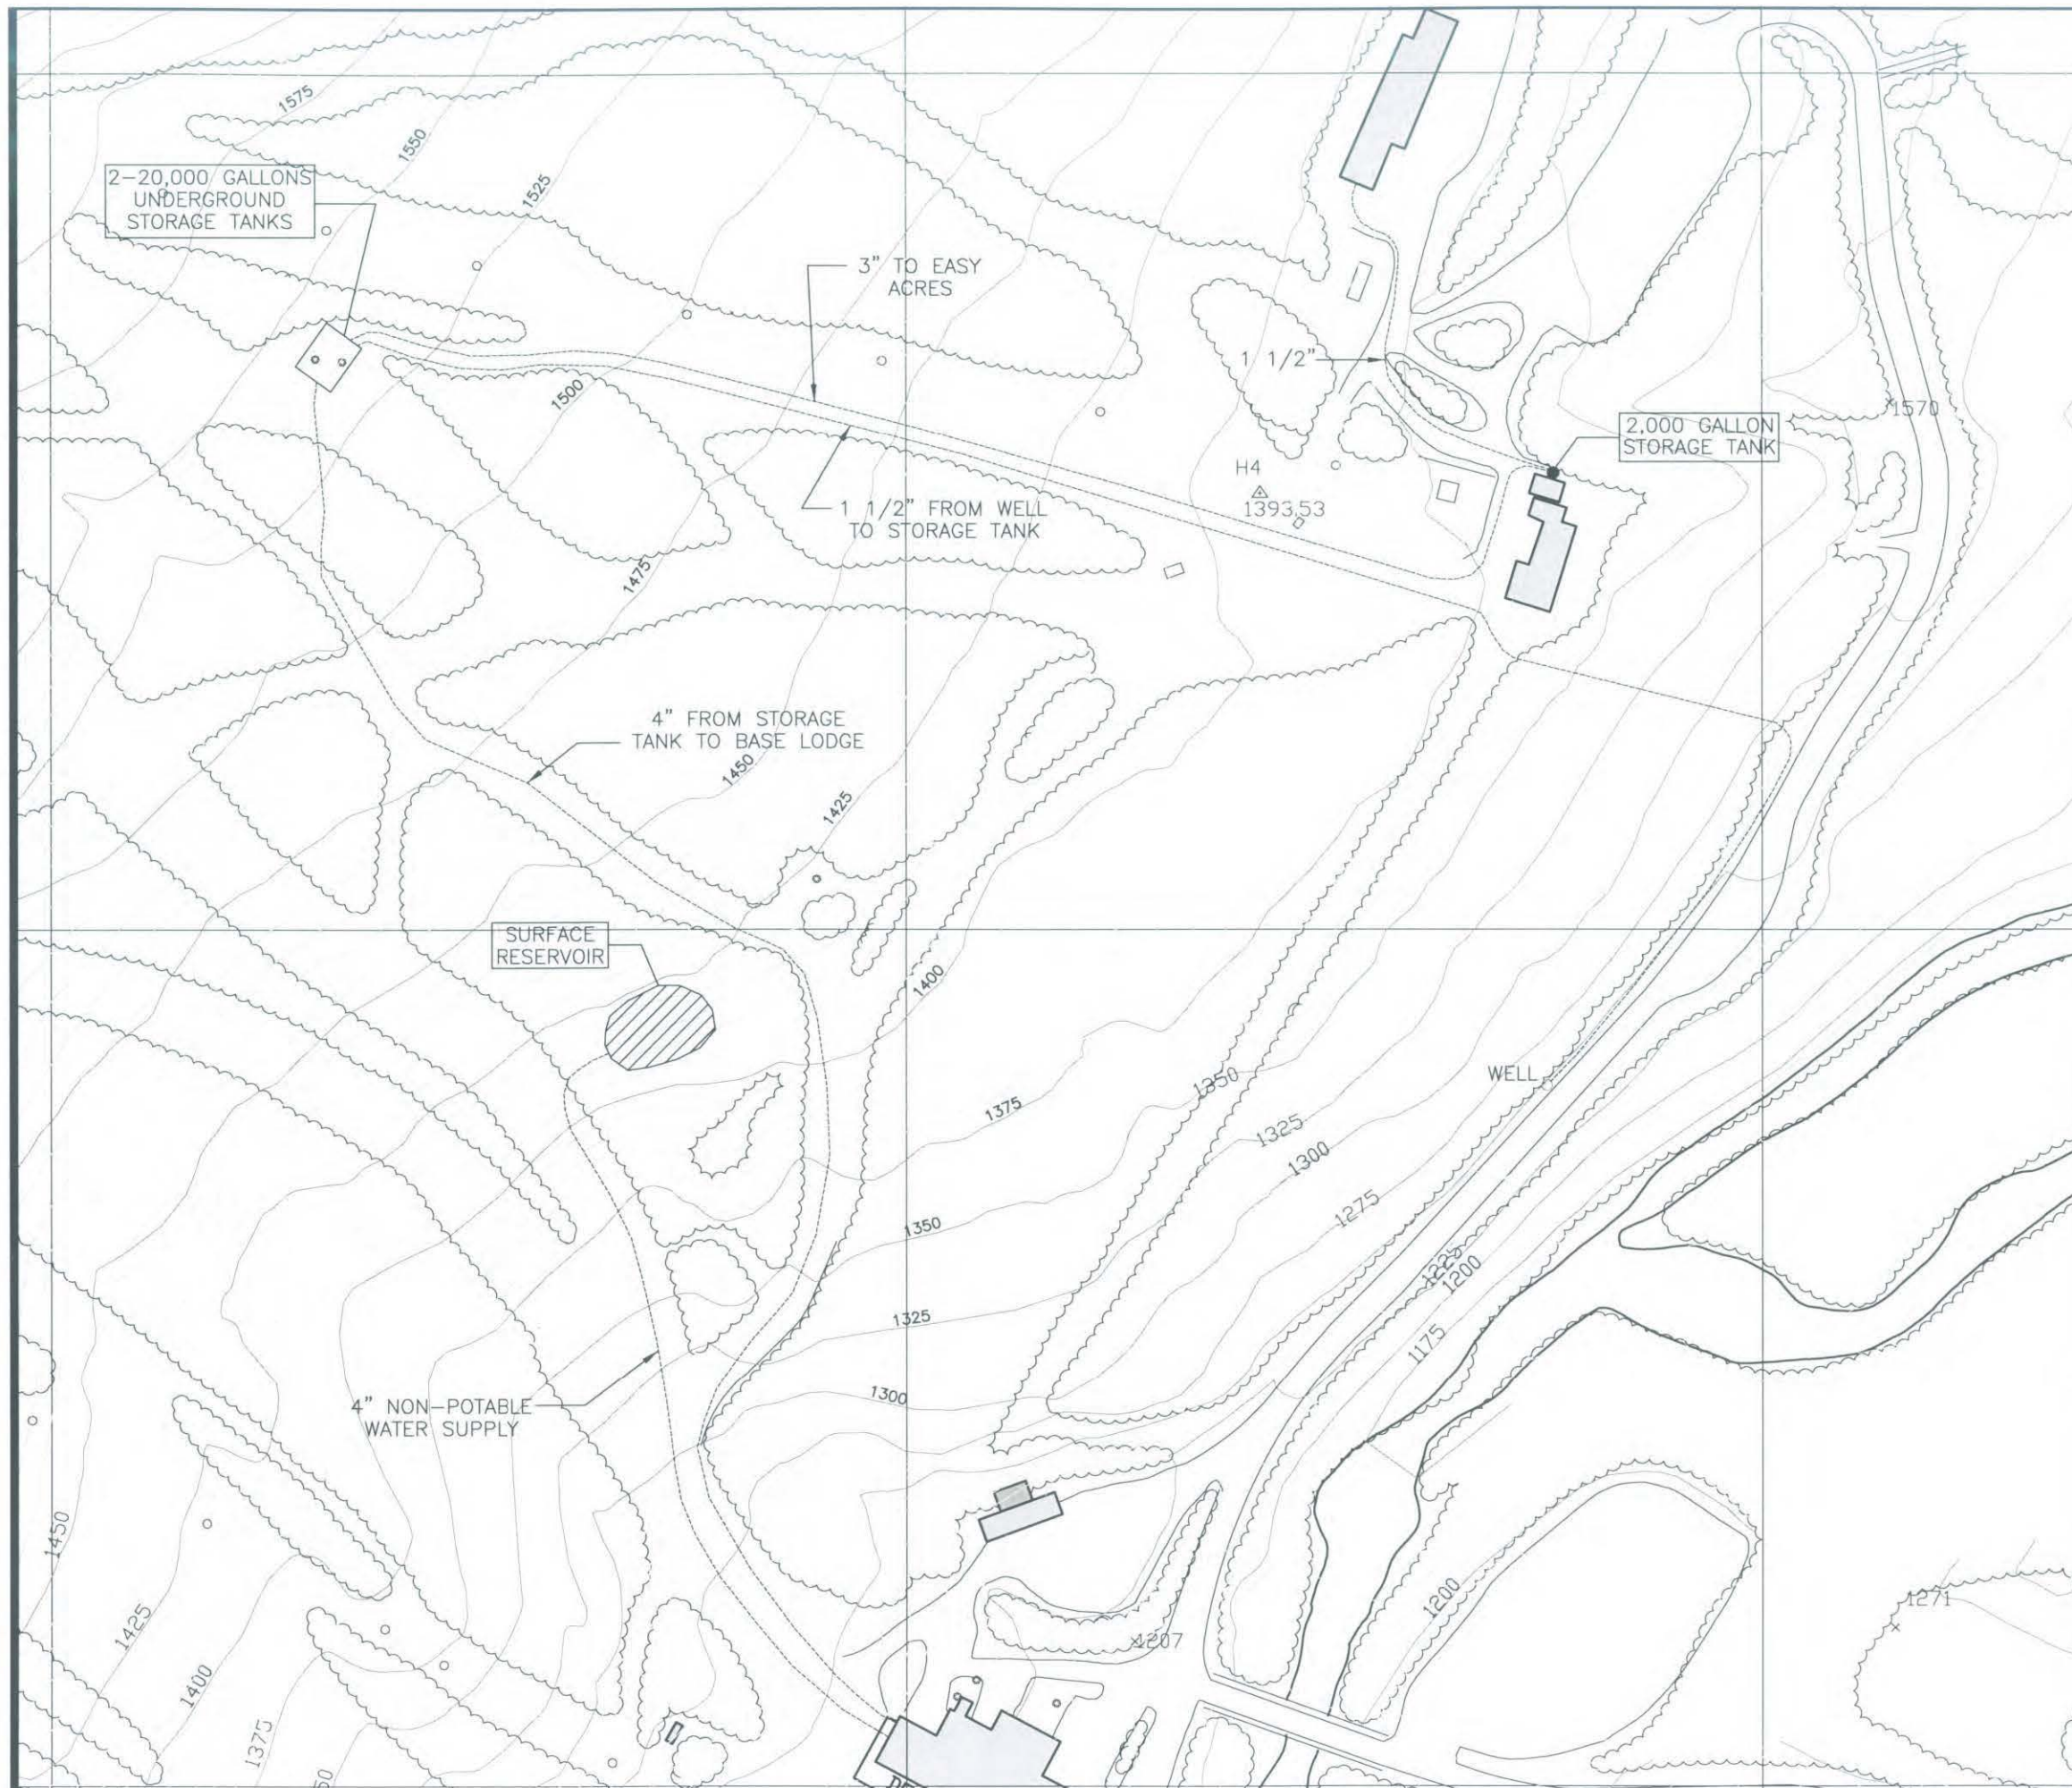 1575
1550
1525
2-20,000 GALLONS
UNDERGROUND
STORAGE TANKS
3" TO EASY
ACRES
1 1/2"
1500
1570
2,000 GALLON
STORAGE TANK
H4
1393.53
1 1/2" FROM WELL
TO STORAGE TANK
1475
4" FROM STORAGE
TANK TO BASE LODGE
1450
1425
SURFACE
RESERVOIR
1400
WELL
1350
1375
1325
1300
1275
1350
1225
1200
1325
1175
1300
4" NON-POTABLE
WATER SUPPLY
1450
1200
1271
1425
1207
1400
1375